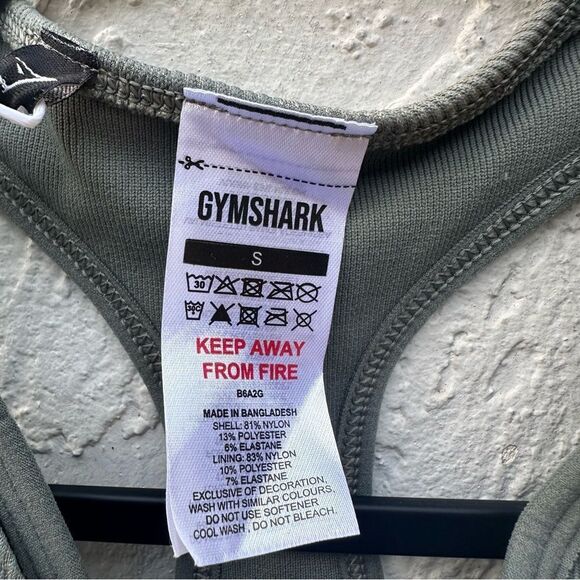 GYMSHARK
S
30
30C
KEEP AWAY
FROM FIRE
B6A2G
MADE IN BANGLADESH
SHELL: 81% NYLON
13% POLYESTER
6% ELASTANE
LINING: 83% NYLON
10% POLYESTER
7% ELASTANE
EXCLUSIVE OF DECORATION,
WASH WITH SIMILAR COLOURS,
DO NOT USE SOFTENER
COOL WASH , DO NOT BLEACH.